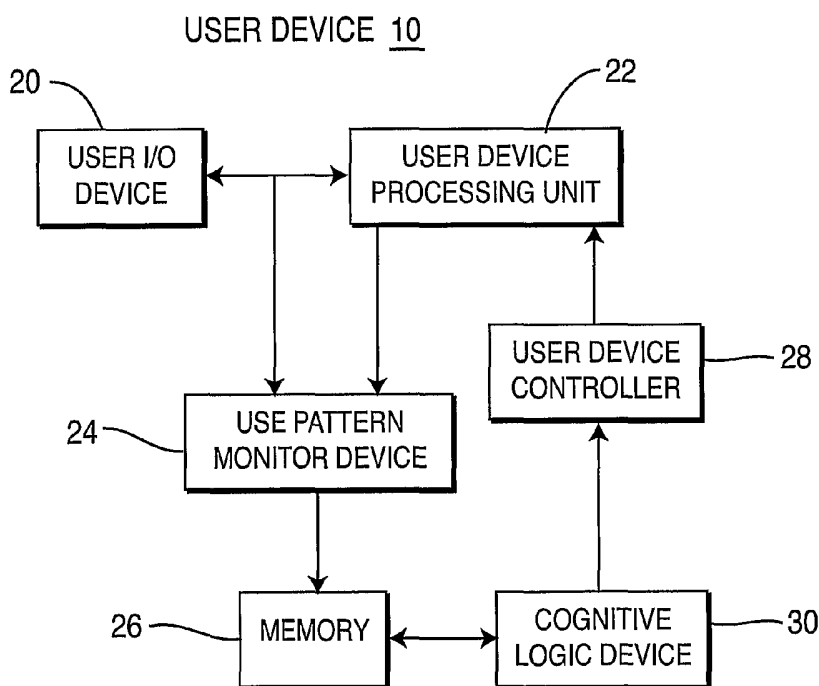 USER DEVICE 10
20
22
USER I/O
DEVICE
USER DEVICE
PROCESSING UNIT
USER DEVICE
CONTROLLER
28
24
USE PATTERN
MONITOR DEVICE
26
MEMORY
COGNITIVE
LOGIC DEVICE
30